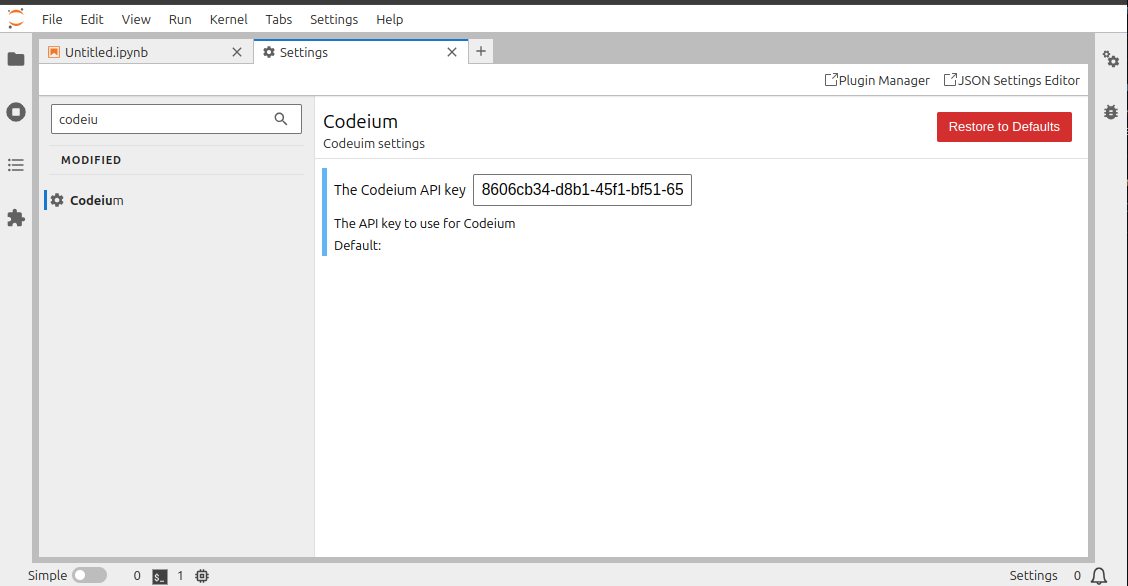 File Edit View Run Kernel Tabs Settings Help
Untitled.ipynb Settings
Plugin Manager JSON Settings Editor
codeiu
MODIFIED
Codeium
Codeium
Codeuim settings
Restore to Defaults
The Codeium API key 8606cb34-d8b1-45f1-bf51-65
The API key to use for Codeium
Default:
Simple 0 $_ 1 Settings 0